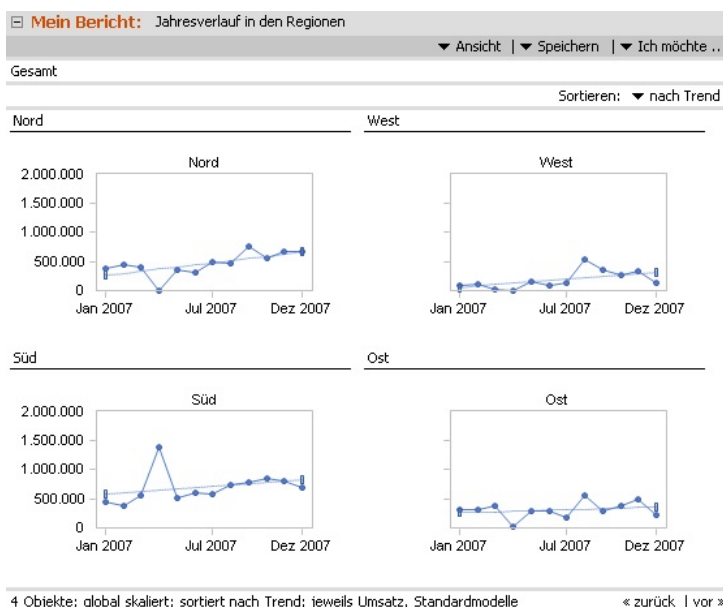 Mein Bericht: Jahresverlauf in den Regionen
Ansicht | Speichern | Ich möchte ..
Gesamt
Sortieren: nach Trend
Nord West
Nord
2.000.000
1.500.000
1.000.000
500.000
0
Jan 2007 Jul 2007 Dez 2007
West
Jan 2007 Jul 2007 Dez 2007
Süd Ost
Süd
2.000.000
1.500.000
1.000.000
500.000
0
Jan 2007 Jul 2007 Dez 2007
Ost
Jan 2007 Jul 2007 Dez 2007
4 Objekte; global skaliert; sortiert nach Trend; jeweils Umsatz, Standardmodelle « zurück | vor »